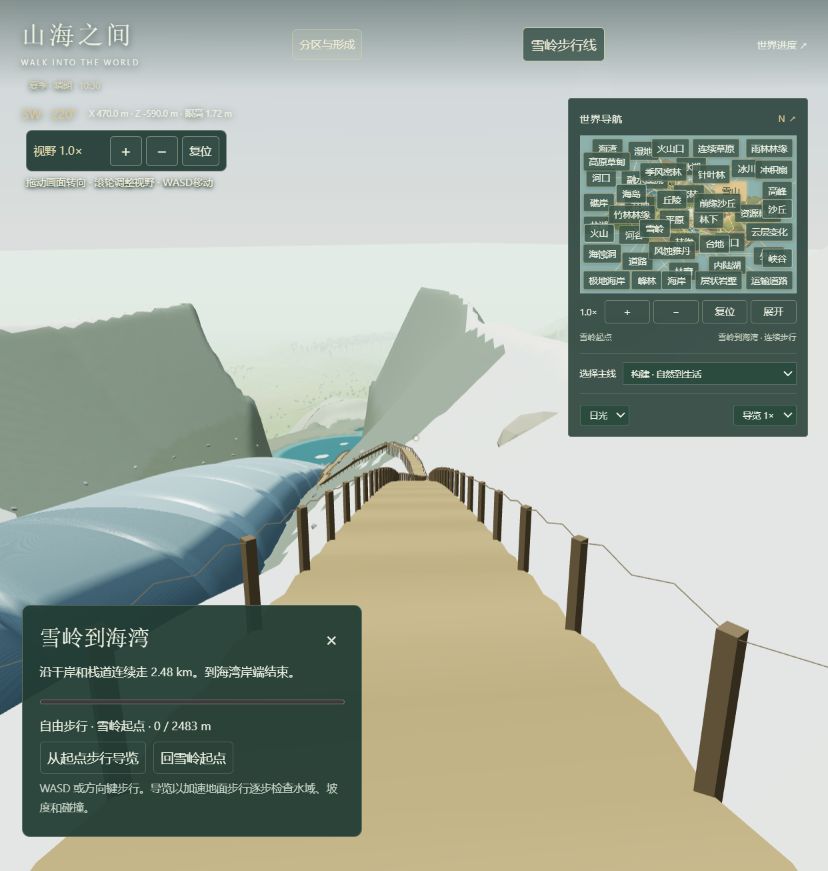 山海之间
WALK INTO THE WORLD
分区与形成
雪岭步行线
世界进度 ↗
X 470.0 m · Z -590.0 m · 眼高 1.72 m
视野 1.0×
+
−
复位
拖动画面转向 · 滚轮调整视野 · WASD移动
世界导航
N ↗
海湾
湿地
火山口
连续草原
雨林林缘
高原草甸
季风密林
针叶林
冰川
冲积扇
河口
雪山
高峰
海岛
丘陵
前缘沙丘
礁岸
竹林林缘
平原
林下
沙丘
火山
河谷
雪岭
云层变化
海蚀洞
道路
风蚀雅丹
台地
内陆湖
峡谷
极地海岸
峰林
海岸
层状岩壁
运输道路
1.0×
+
−
复位
展开
雪岭起点
雪岭到海湾 · 连续步行
选择主线
构建 · 自然到生活
日光
导览 1×
雪岭到海湾
×
沿干岸和栈道连续走 2.48 km。到海湾岸端结束。
自由步行 · 雪岭起点 · 0 / 2483 m
从起点步行导览
回雪岭起点
WASD 或方向键步行。导览以加速地面步行逐步检查水域、坡
度和碰撞。